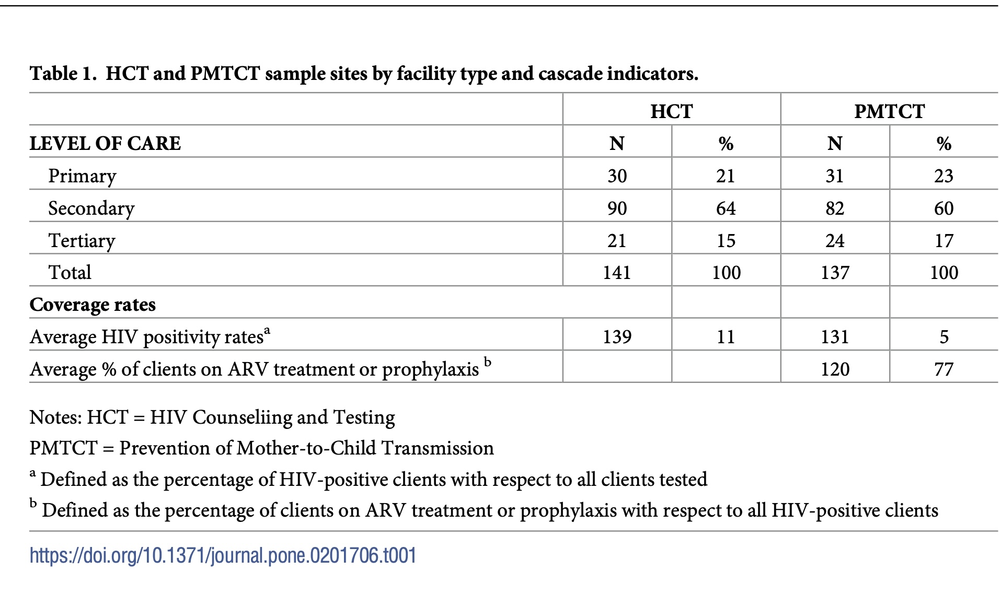 Table 1. HCT and PMTCT sample sites by facility type and cascade indicators.
HCT PMTCT
LEVEL OF CARE N % N %
Primary 30 21 31 23
Secondary 90 64 82 60
Tertiary 21 15 24 17
Total 141 100 137 100
Coverage rates
Average HIV positivity ratesᵃ 139 11 131 5
Average % of clients on ARV treatment or prophylaxis ᵇ 120 77
Notes: HCT = HIV Counseliing and Testing
PMTCT = Prevention of Mother-to-Child Transmission
ᵃ Defined as the percentage of HIV-positive clients with respect to all clients tested
ᵇ Defined as the percentage of clients on ARV treatment or prophylaxis with respect to all HIV-positive clients
https://doi.org/10.1371/journal.pone.0201706.t001